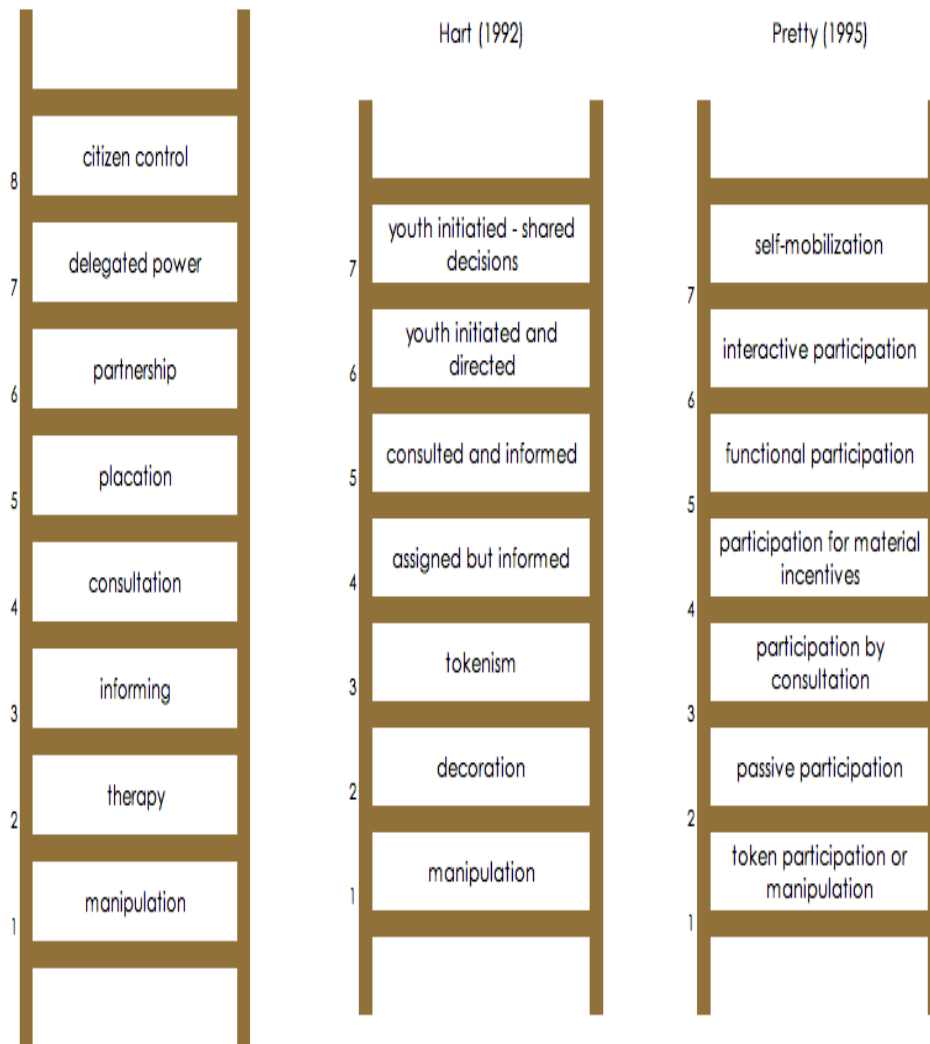 8
citizen control
7
delegated power
6
partnership
5
placation
4
consultation
3
informing
2
therapy
1
manipulation
Hart (1992)
7
youth initiatied - shared
decisions
6
youth initiated and
directed
5
consulted and informed
4
assigned but informed
3
tokenism
2
decoration
1
manipulation
Pretty (1995)
7
self-mobilization
6
interactive participation
5
functional participation
4
participation for material
incentives
3
participation by
consultation
2
passive participation
1
token participation or
manipulation